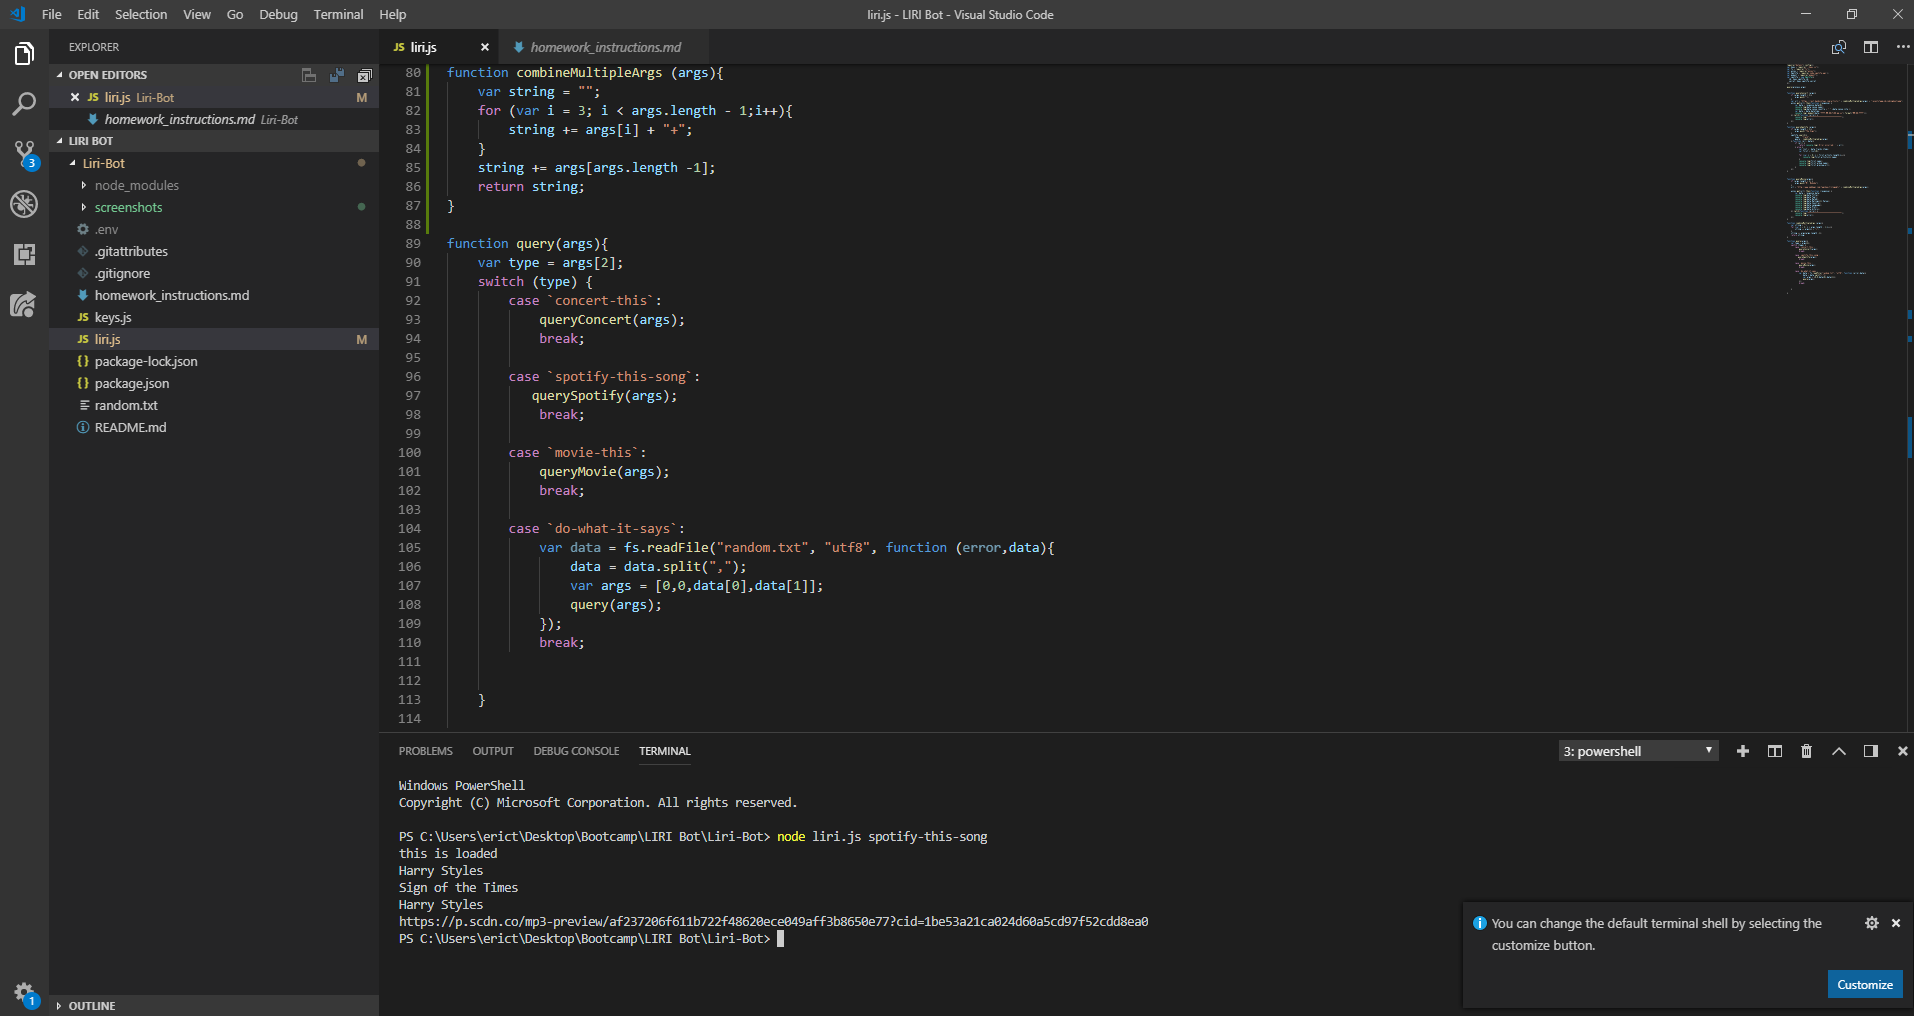 File Edit Selection View Go Debug Terminal Help
liri.js - LIRI Bot - Visual Studio Code
EXPLORER
OPEN EDITORS
JS liri.js Liri-Bot M
homework_instructions.md Liri-Bot
LIRI BOT
Liri-Bot
node_modules
screenshots
.env
.gitattributes
.gitignore
homework_instructions.md
JS keys.js
JS liri.js M
{} package-lock.json
{} package.json
random.txt
README.md
OUTLINE
3
1
JS liri.js
homework_instructions.md
80 function combineMultipleArgs (args){
81 var string = "";
82 for (var i = 3; i < args.length - 1;i++){
83 string += args[i] + "+";
84 }
85 string += args[args.length -1];
86 return string;
87 }
88
89 function query(args){
90 var type = args[2];
91 switch (type) {
92 case `concert-this`:
93 queryConcert(args);
94 break;
95
96 case `spotify-this-song`:
97 querySpotify(args);
98 break;
99
100 case `movie-this`:
101 queryMovie(args);
102 break;
103
104 case `do-what-it-says`:
105 var data = fs.readFile("random.txt", "utf8", function (error,data){
106 data = data.split(",");
107 var args = [0,0,data[0],data[1]];
108 query(args);
109 });
110 break;
111
112
113 }
114
PROBLEMS OUTPUT DEBUG CONSOLE TERMINAL
3: powershell
Windows PowerShell
Copyright (C) Microsoft Corporation. All rights reserved.
PS C:\Users\erict\Desktop\Bootcamp\LIRI Bot\Liri-Bot> node liri.js spotify-this-song
this is loaded
Harry Styles
Sign of the Times
Harry Styles
https://p.scdn.co/mp3-preview/af237206f611b722f48620ece049aff3b8650e77?cid=1be53a21ca024d60a5cd97f52cdd8ea0
PS C:\Users\erict\Desktop\Bootcamp\LIRI Bot\Liri-Bot>
You can change the default terminal shell by selecting the
customize button.
Customize